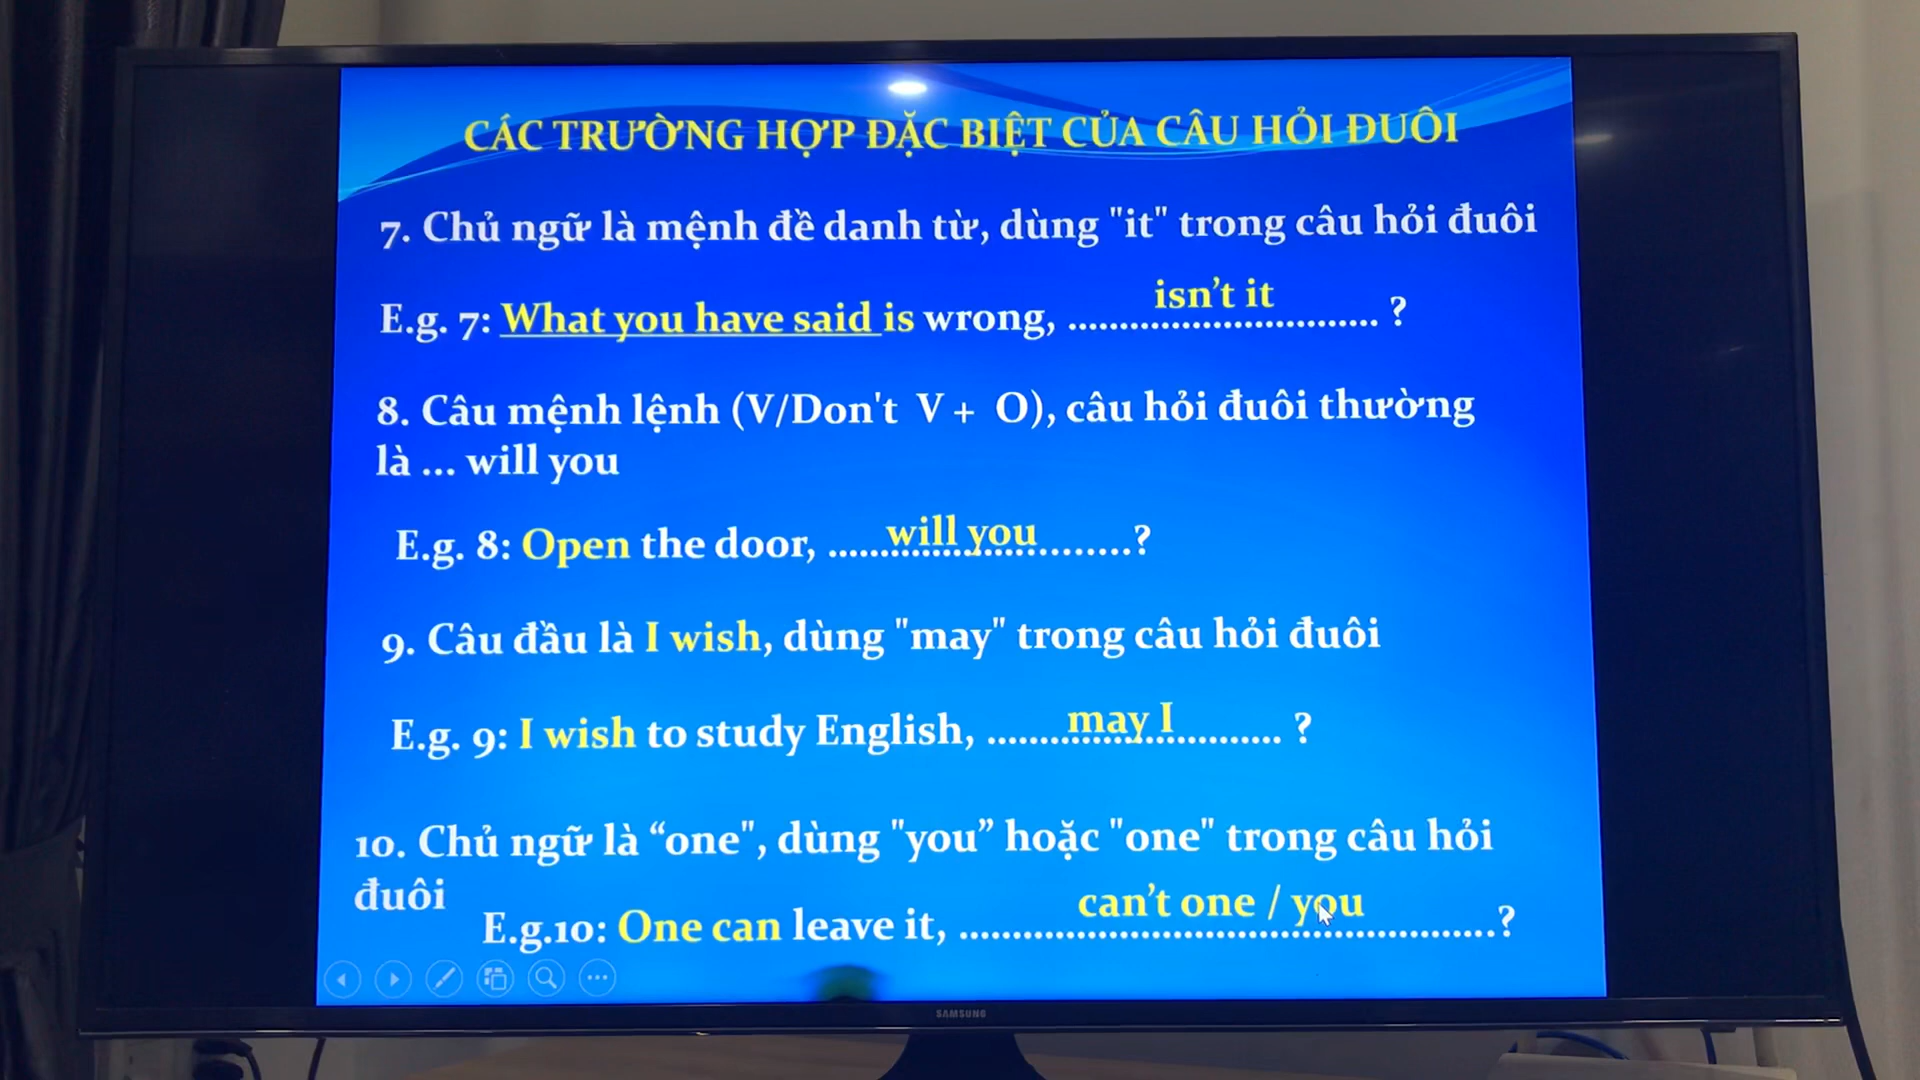 CÁC TRƯỜNG HỢP ĐẶC BIỆT CỦA CÂU HỎI ĐUÔI
7. Chủ ngữ là mệnh đề danh từ, dùng "it" trong câu hỏi đuôi
E.g. 7: What you have said is wrong, .............................. ?
isn’t it
8. Câu mệnh lệnh (V/Don't V + O), câu hỏi đuôi thường
là ... will you
E.g. 8: Open the door, ..............................?
will you
9. Câu đầu là I wish, dùng "may" trong câu hỏi đuôi
E.g. 9: I wish to study English, ............................. ?
may I
10. Chủ ngữ là “one", dùng "you” hoặc "one" trong câu hỏi
đuôi
can’t one / you
E.g.10: One can leave it, ....................................................?
SAMSUNG